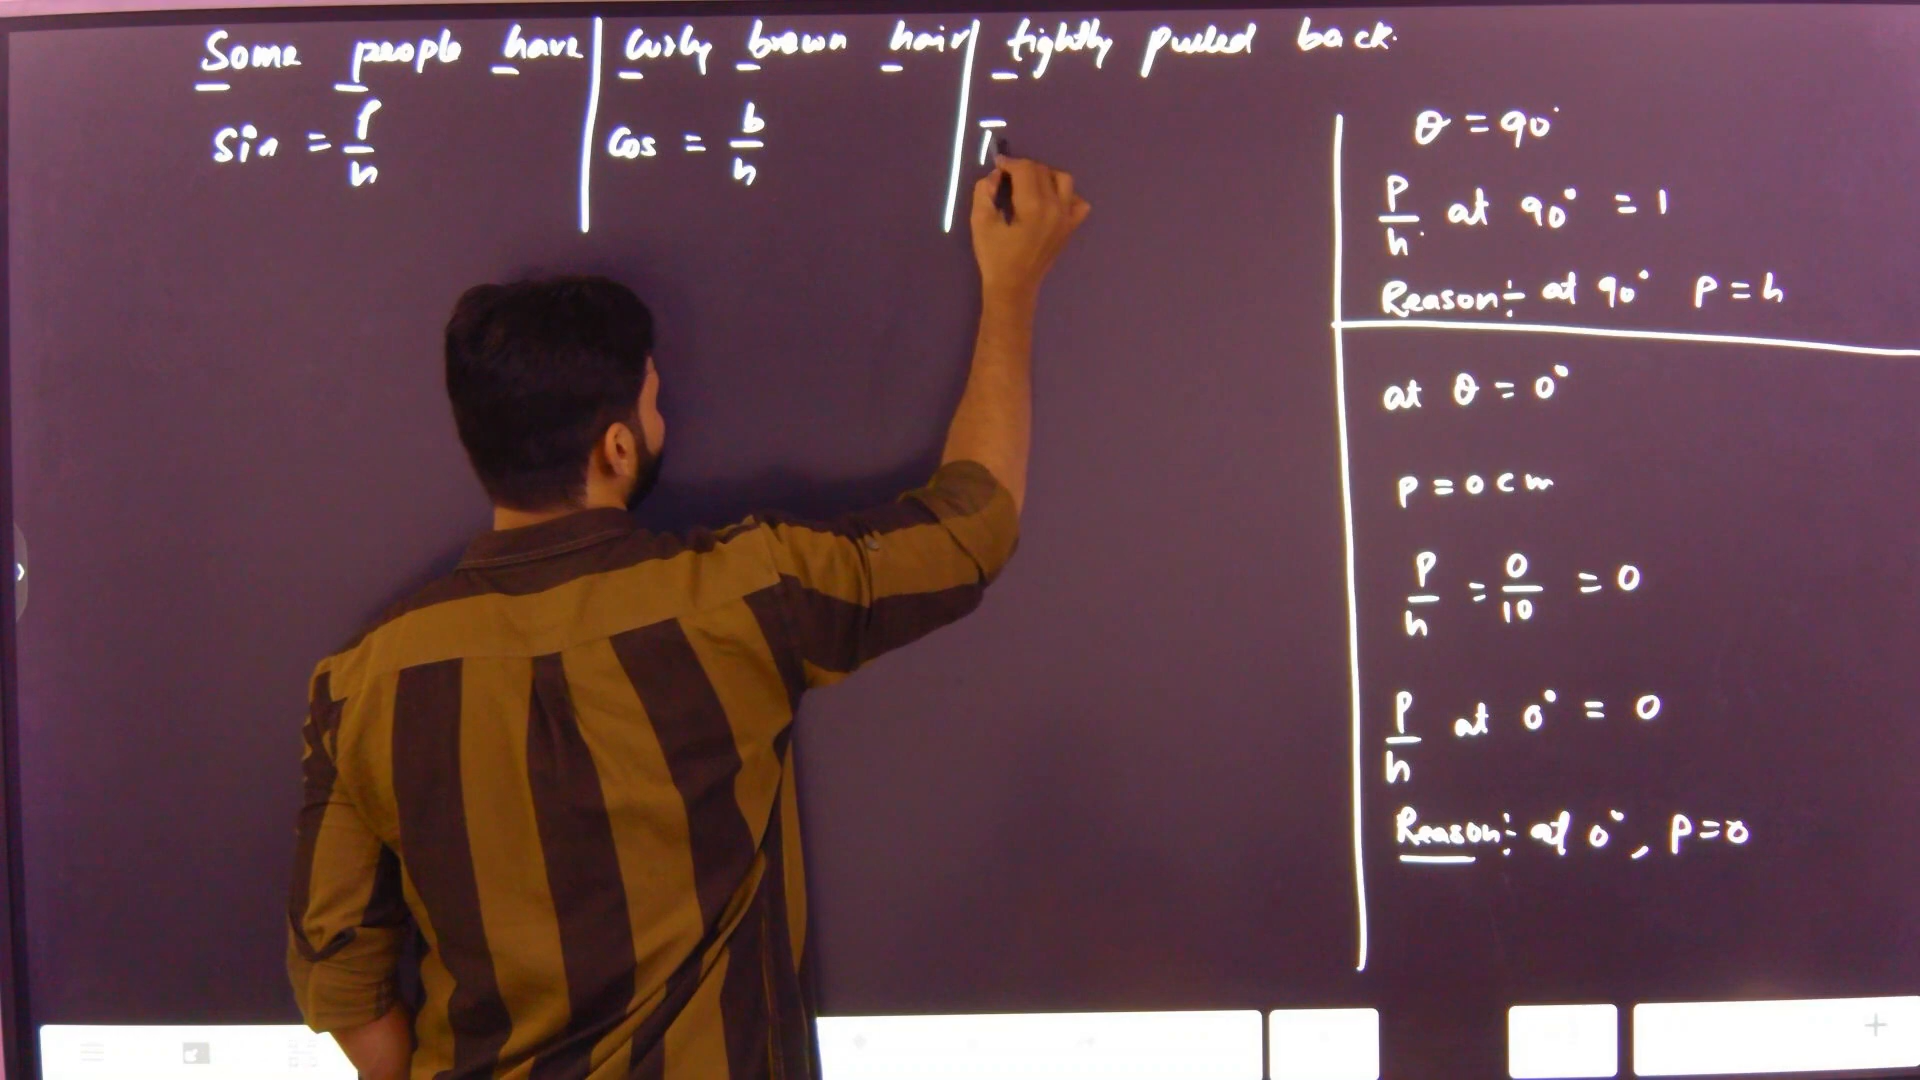 Some people have | Curly brown hair | tightly pulled back.
Sin = P/h | Cos = b/h | T
θ = 90°
P/h at 90° = 1
Reason:- at 90° P = h
at θ = 0°
P = 0 cm
P/h = 0/10 = 0
P/h at 0° = 0
Reason:- at 0°, P = 0